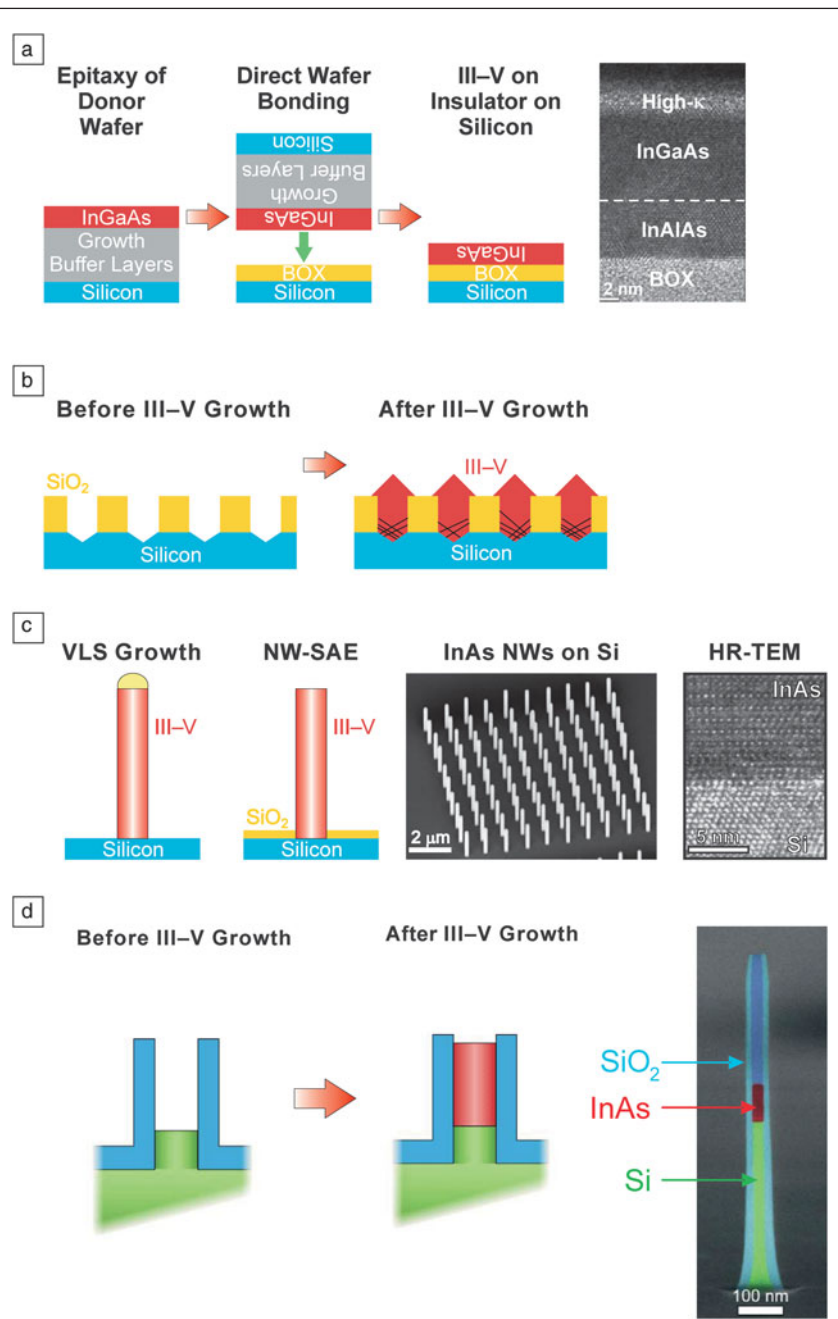 a
Epitaxy of
Donor
Wafer
InGaAs
Growth
Buffer Layers
Silicon
Direct Wafer
Bonding
Silicon
Growth
Buffer Layers
InGaAs
BOX
Silicon
III–V on
Insulator on
Silicon
InGaAs
BOX
Silicon
High-κ
InGaAs
InAlAs
BOX
2 nm
b
Before III–V Growth
SiO₂
Silicon
After III–V Growth
III–V
Silicon
c
VLS Growth
III–V
Silicon
NW-SAE
III–V
SiO₂
Silicon
InAs NWs on Si
2 μm
HR-TEM
InAs
5 nm
Si
d
Before III–V Growth
After III–V Growth
SiO₂
InAs
Si
100 nm